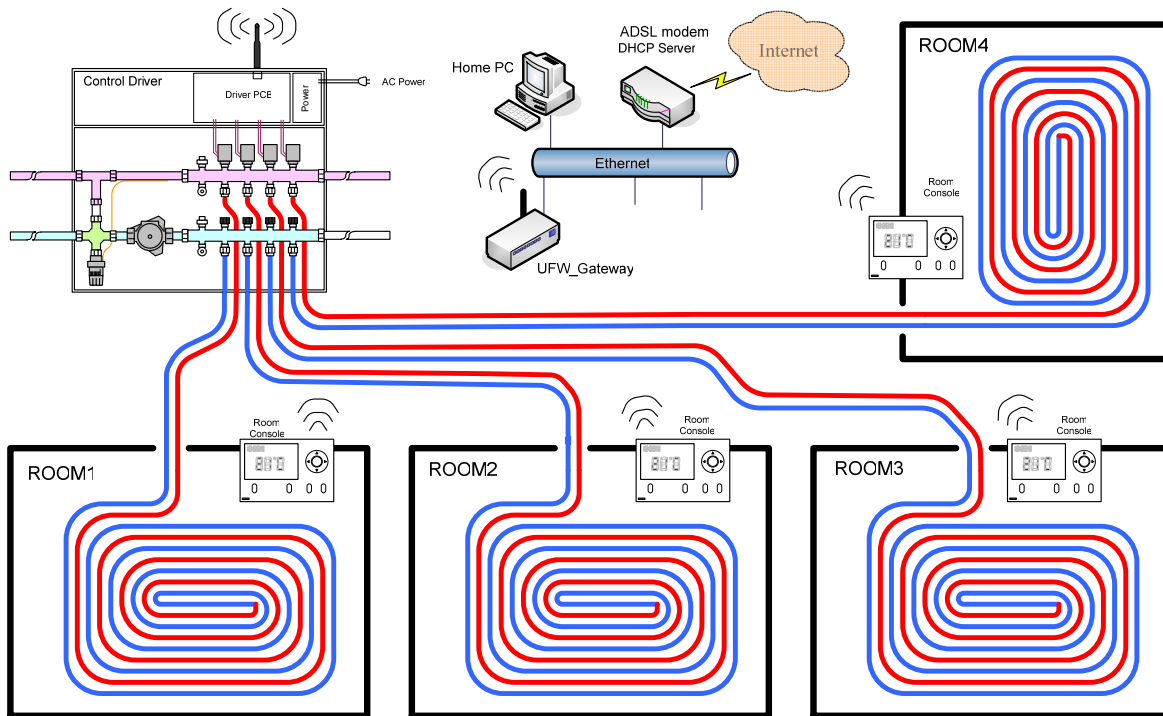 Control Driver
Driver PCB
Power
AC Power
Home PC
ADSL modem
DHCP Server
Internet
Ethernet
UFW_Gateway
ROOM4
Room
Console
ROOM1
Room
Console
ROOM2
Room
Console
ROOM3
Room
Console